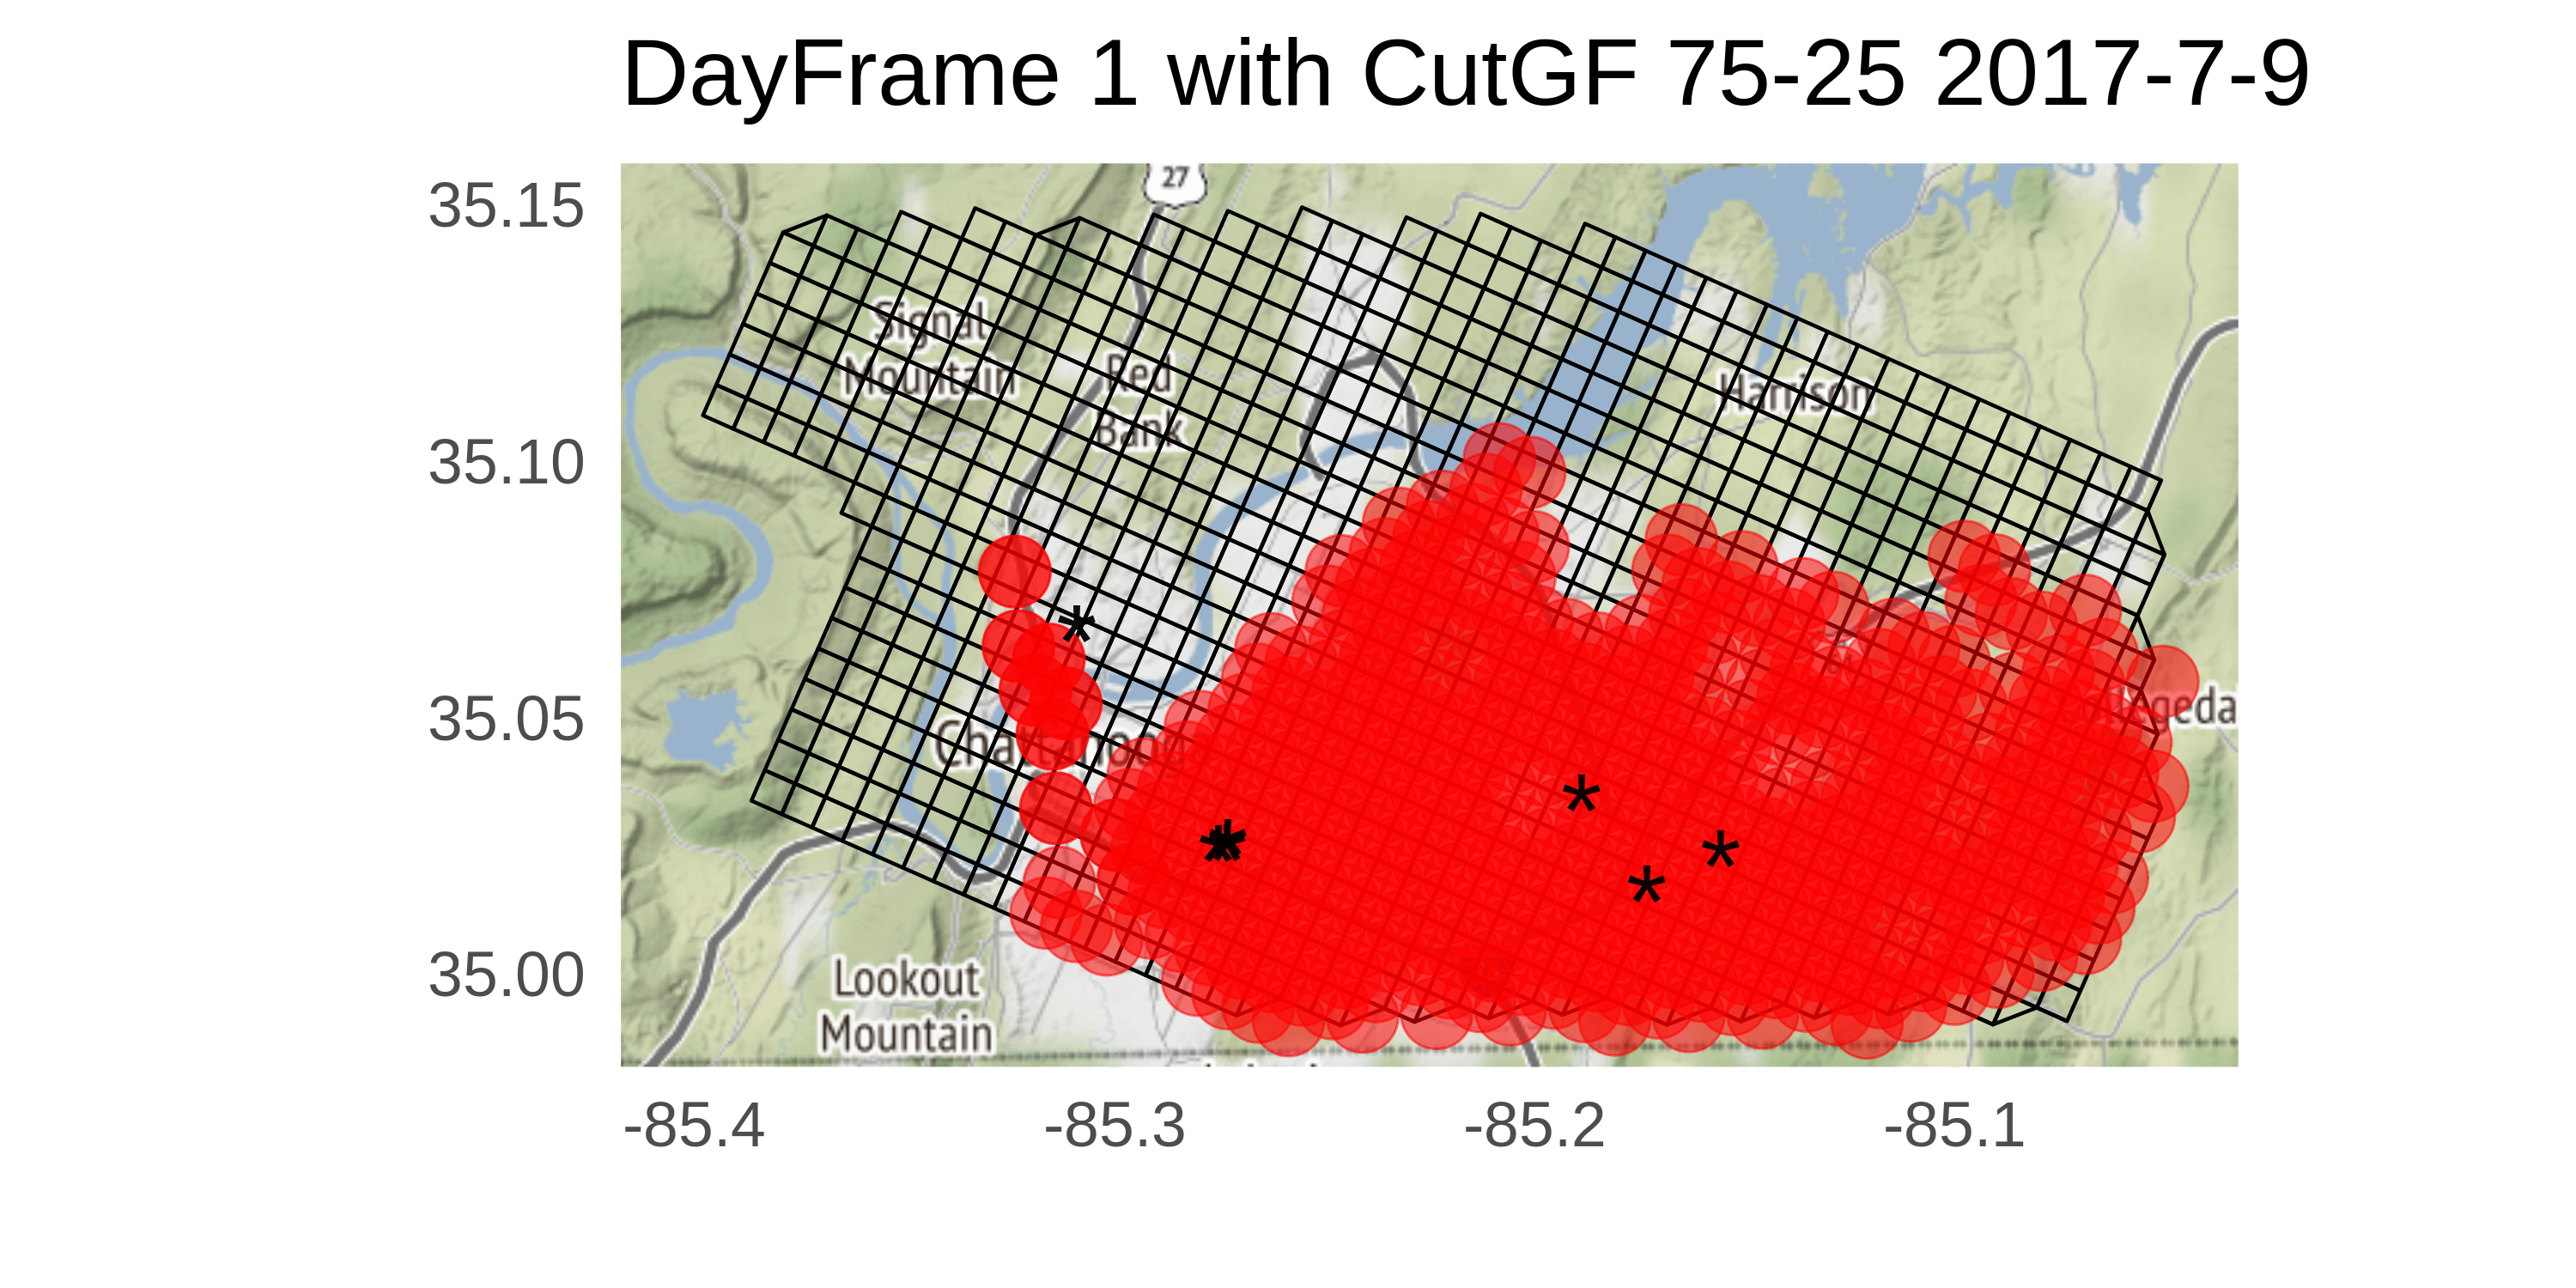 DayFrame 1 with CutGF 75-25 2017-7-9
35.15
35.10
35.05
35.00
27
Signal
Mountain
Red
Bank
Harrison
Chattanooga
Lookout
Mountain
-85.4
-85.3
-85.2
-85.1